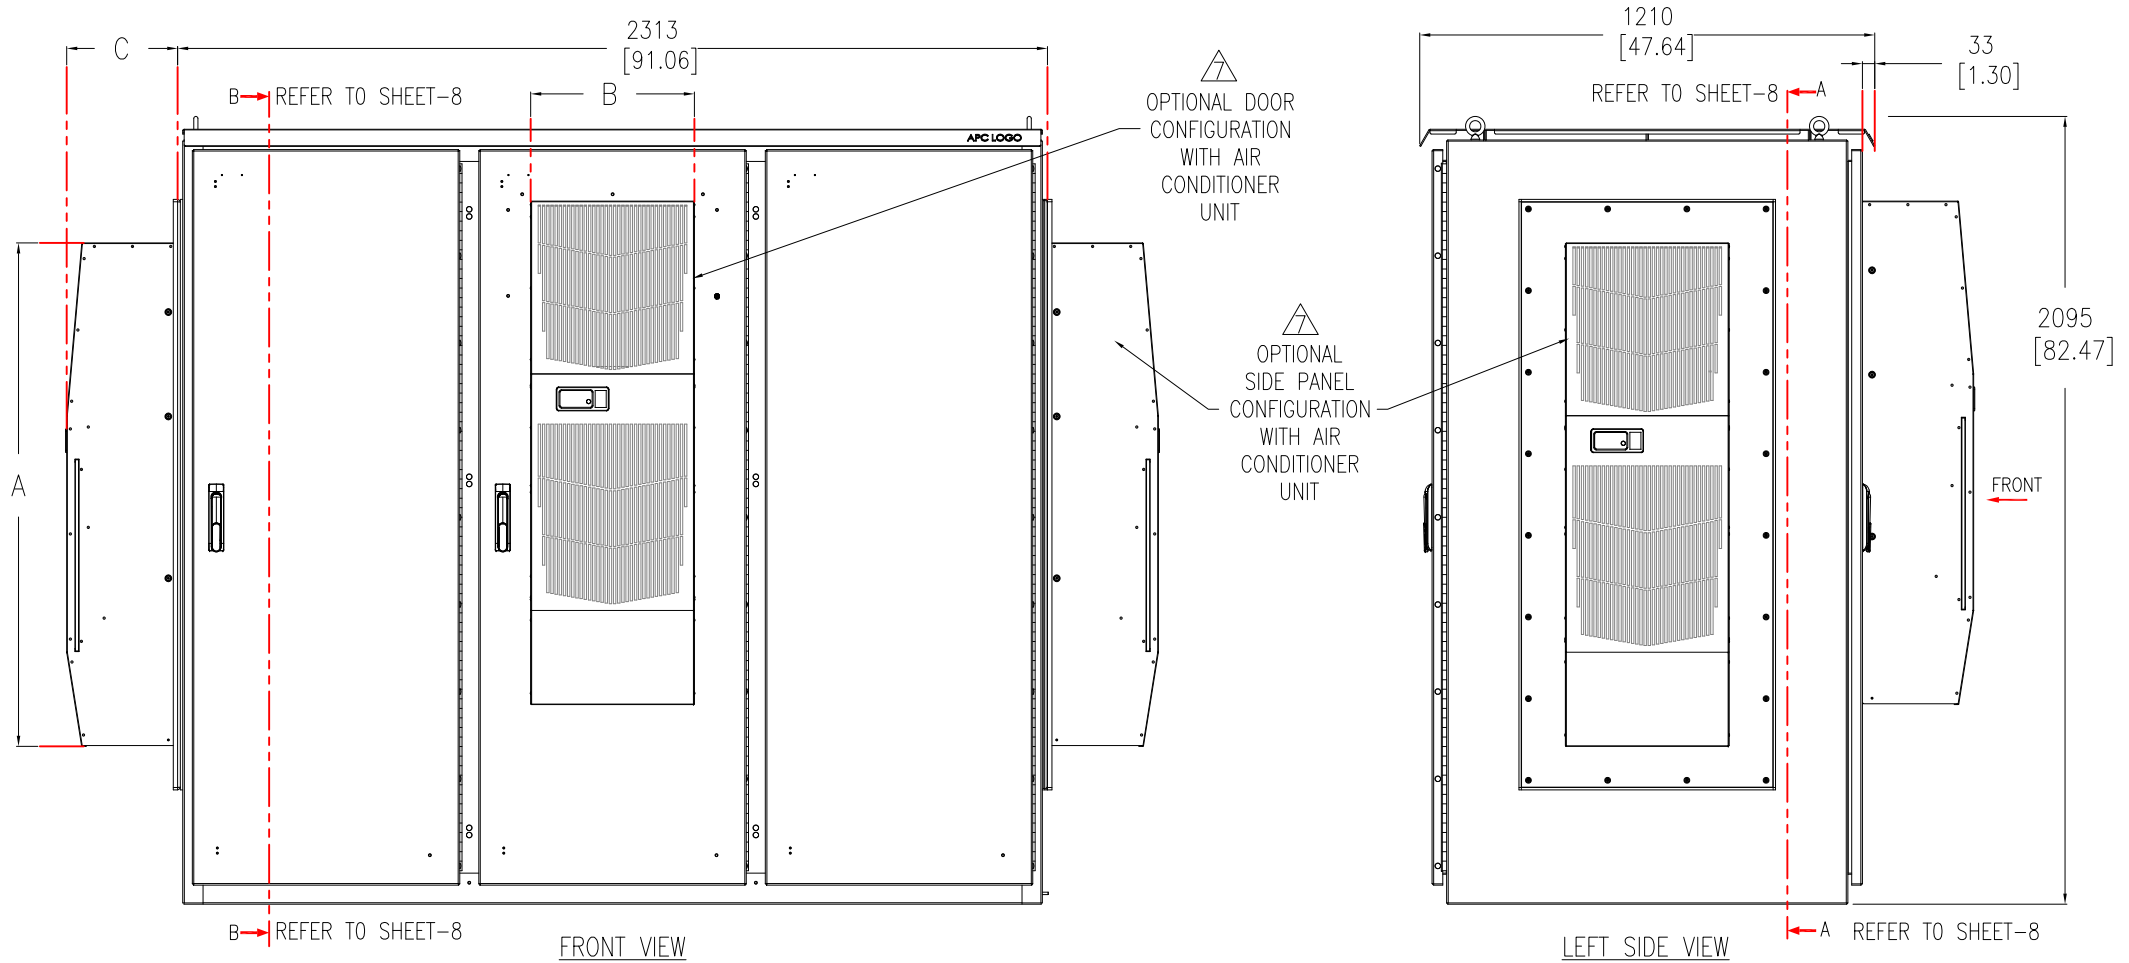 C
2313
[91.06]
B
REFER TO SHEET-8
B
APC LOGO
7
OPTIONAL DOOR
CONFIGURATION
WITH AIR
CONDITIONER
UNIT
A
7
OPTIONAL
SIDE PANEL
CONFIGURATION
WITH AIR
CONDITIONER
UNIT
B
REFER TO SHEET-8
FRONT VIEW
1210
[47.64]
33
[1.30]
REFER TO SHEET-8
A
2095
[82.47]
FRONT
A
REFER TO SHEET-8
LEFT SIDE VIEW